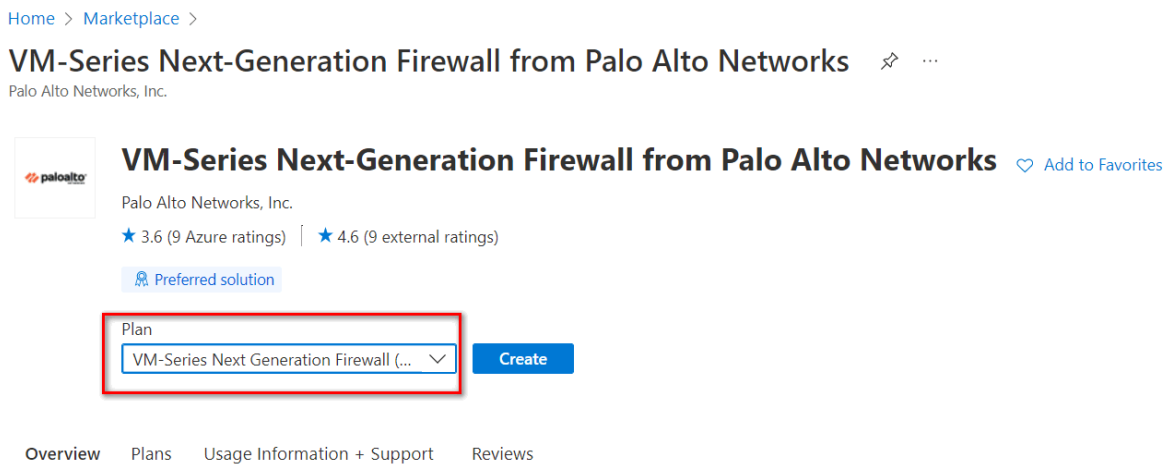 Home > Marketplace >
VM-Series Next-Generation Firewall from Palo Alto Networks ...
Palo Alto Networks, Inc.
paloalto
VM-Series Next-Generation Firewall from Palo Alto Networks Add to Favorites
Palo Alto Networks, Inc.
★ 3.6 (9 Azure ratings) | ★ 4.6 (9 external ratings)
Preferred solution
Plan
VM-Series Next Generation Firewall (... Create
Overview Plans Usage Information + Support Reviews